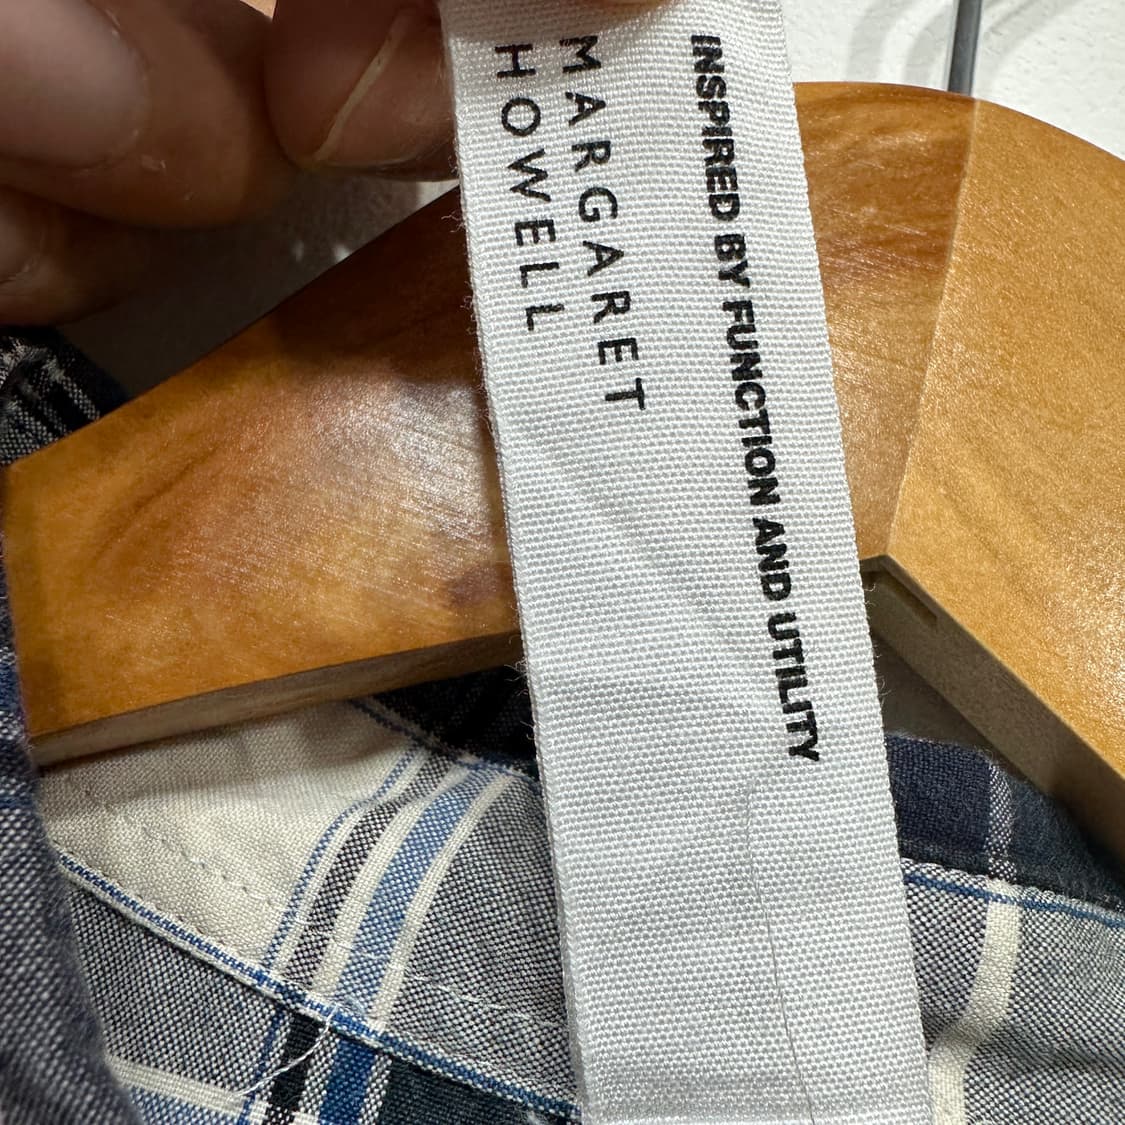 INSPIRED BY FUNCTION AND UTILITY
MARGARET
HOWELL